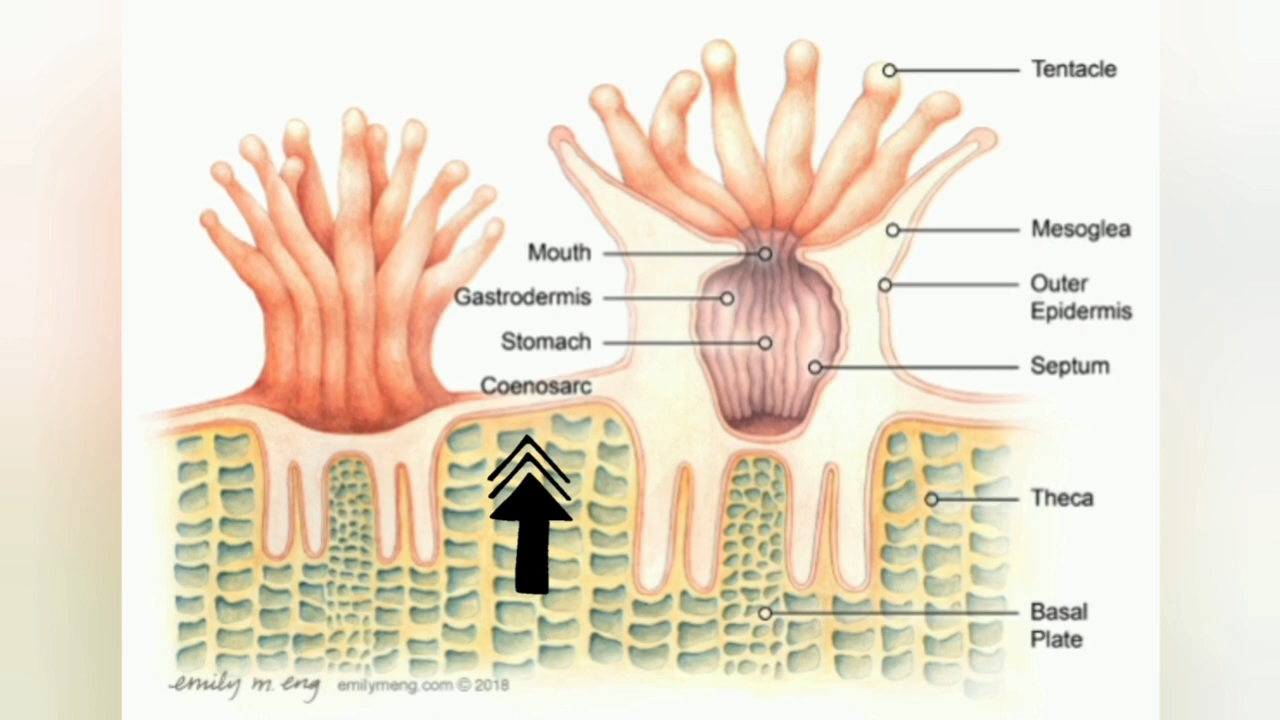 Tentacle
Mesoglea
Mouth
Outer
Epidermis
Gastrodermis
Stomach
Septum
Coenosarc
Theca
Basal
Plate
emily m. eng
emilymeng.com © 2018